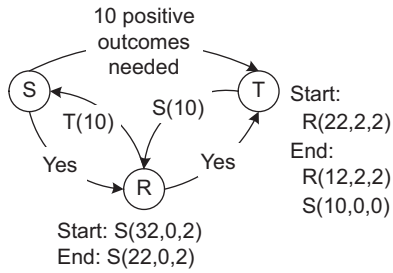 10 positive
outcomes
needed
S
T
T(10)
S(10)
Start:
R(22,2,2)
End:
R(12,2,2)
S(10,0,0)
Yes
Yes
R
Start: S(32,0,2)
End: S(22,0,2)